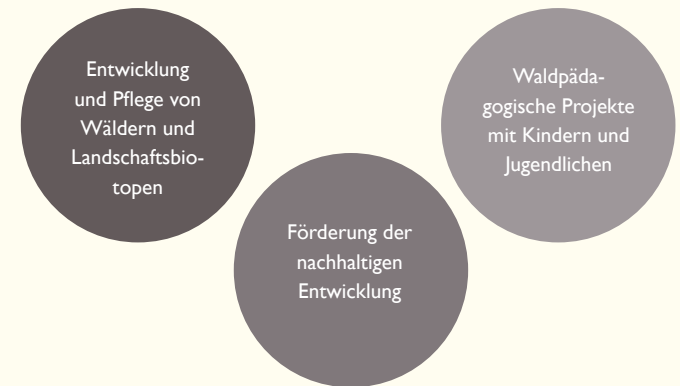 Entwicklung
und Pflege von
Wäldern und
Landschaftsbio-
topen
Förderung der
nachhaltigen
Entwicklung
Waldpäda-
gogische Projekte
mit Kindern und
Jugendlichen